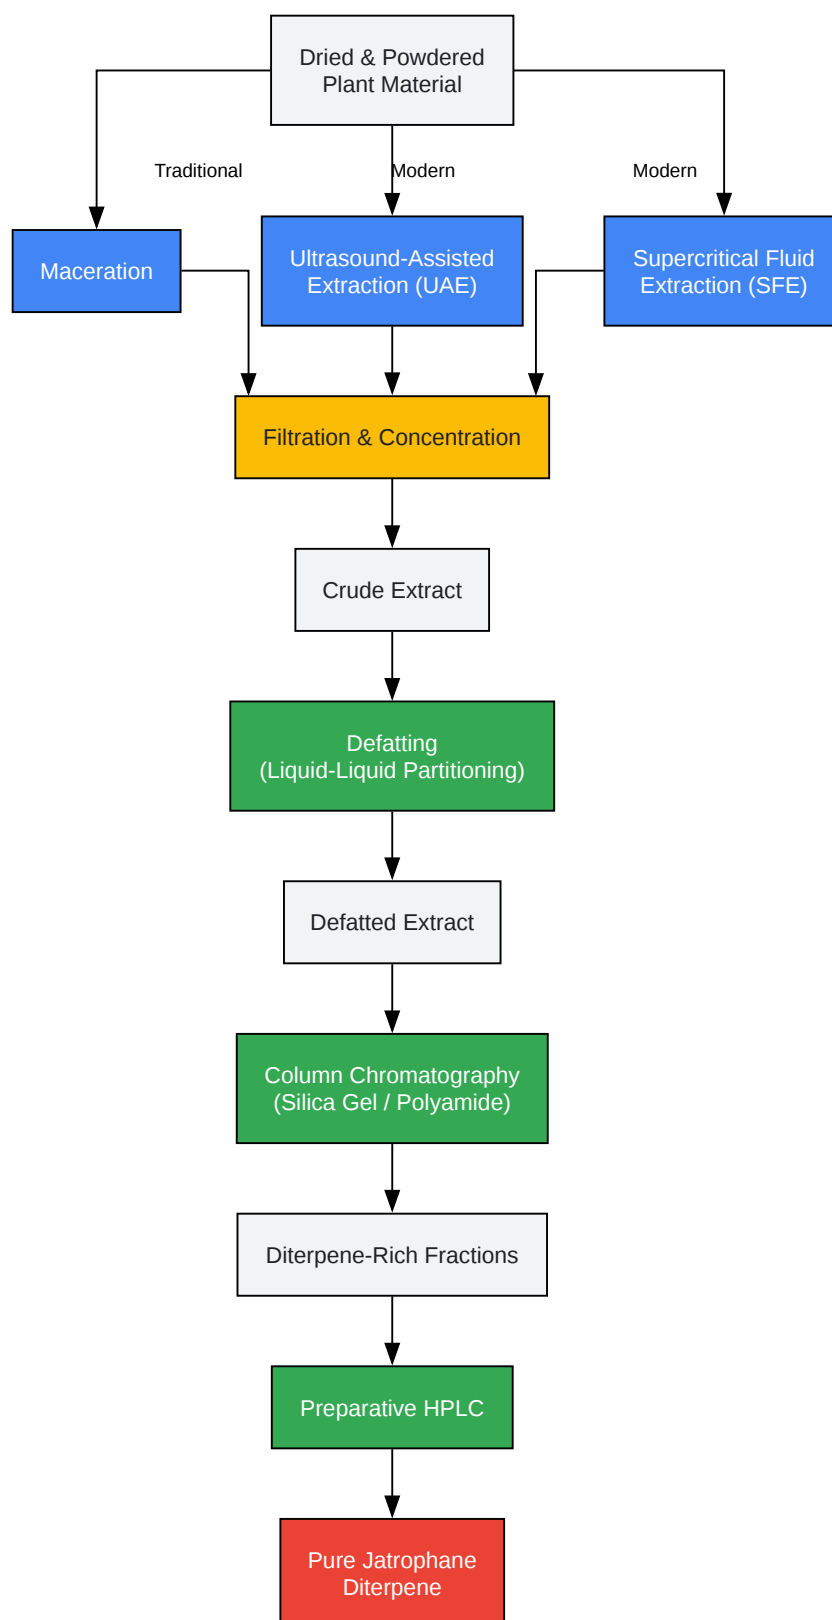 Dried & Powdered
Plant Material
Traditional
Modern
Modern
Maceration
Ultrasound-Assisted
Extraction (UAE)
Supercritical Fluid
Extraction (SFE)
Filtration & Concentration
Crude Extract
Defatting
(Liquid-Liquid Partitioning)
Defatted Extract
Column Chromatography
(Silica Gel / Polyamide)
Diterpene-Rich Fractions
Preparative HPLC
Pure Jatrophane
Diterpene